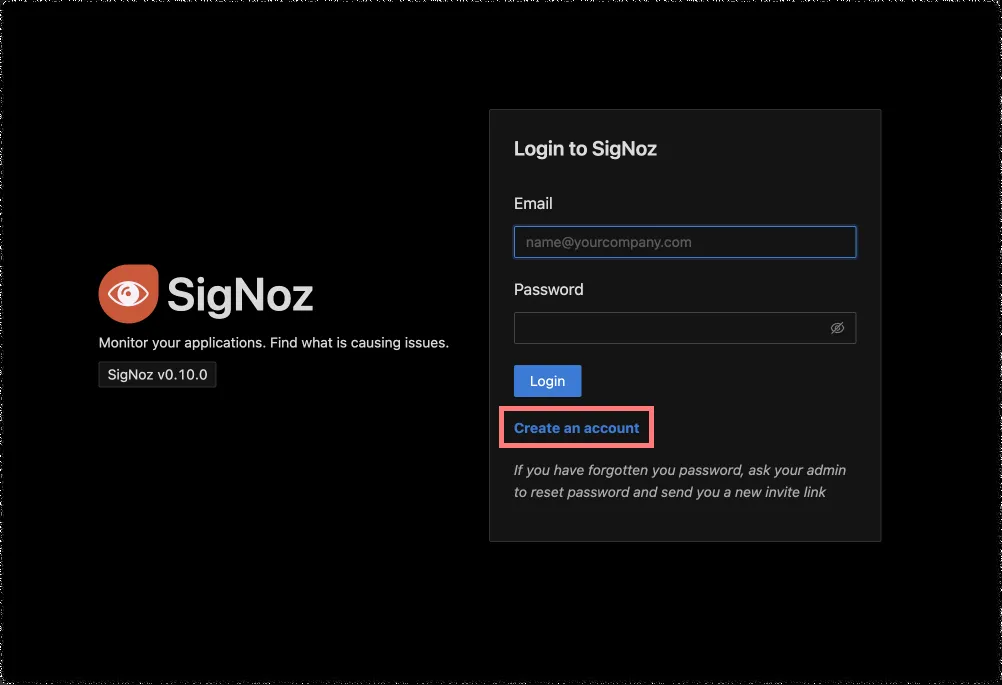 SigNoz
Monitor your applications. Find what is causing issues.
SigNoz v0.10.0
Login to SigNoz
Email
name@yourcompany.com
Password
Login
Create an account
If you have forgotten you password, ask your admin
to reset password and send you a new invite link